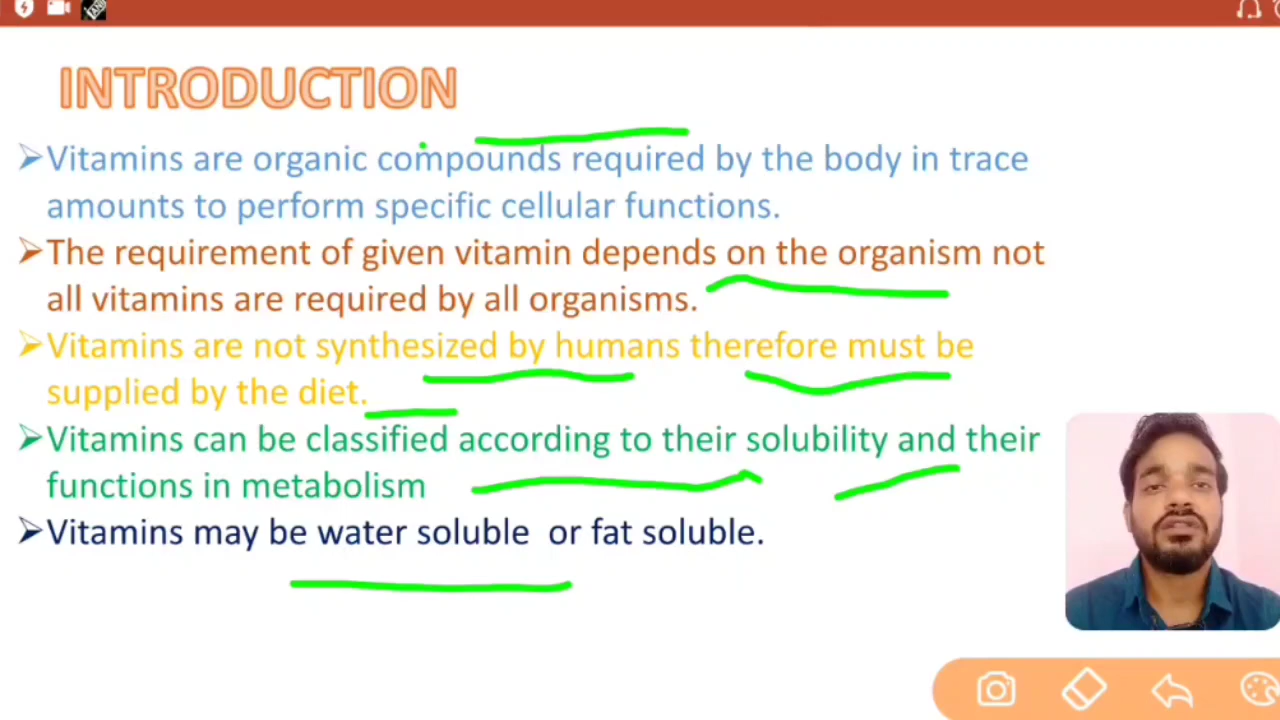 INTRODUCTION
➢Vitamins are organic compounds required by the body in trace
amounts to perform specific cellular functions.
➢The requirement of given vitamin depends on the organism not
all vitamins are required by all organisms.
➢Vitamins are not synthesized by humans therefore must be
supplied by the diet.
➢Vitamins can be classified according to their solubility and their
functions in metabolism
➢Vitamins may be water soluble or fat soluble.